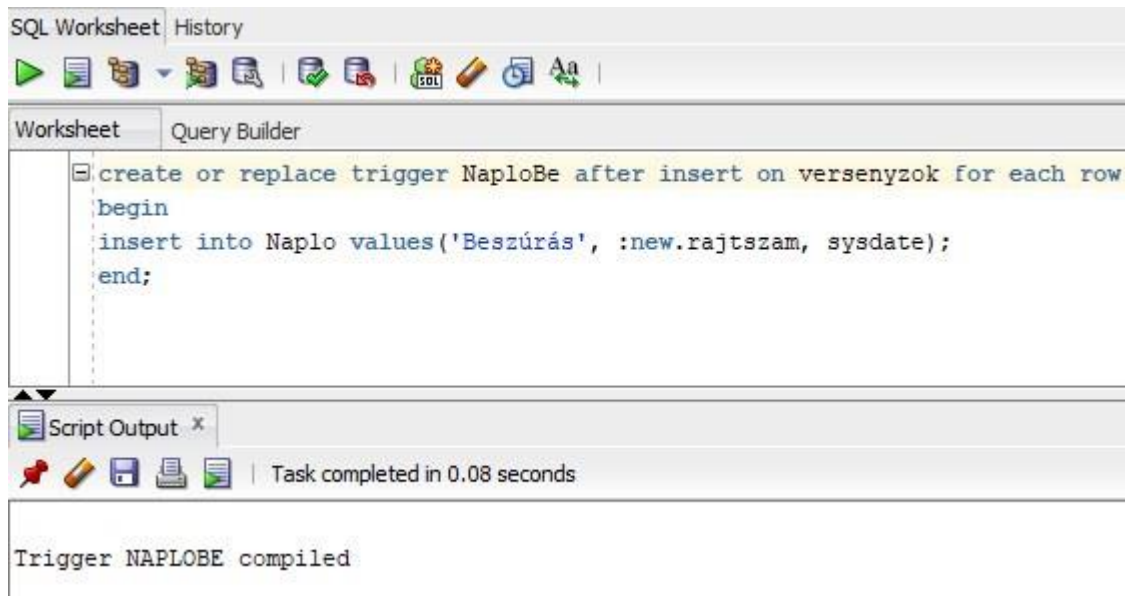 SQL Worksheet History
Worksheet Query Builder
create or replace trigger NaploBe after insert on versenyzok for each row
begin
insert into Naplo values('Beszúrás', :new.rajtszam, sysdate);
end;
Script Output x
Task completed in 0.08 seconds
Trigger NAPLOBE compiled